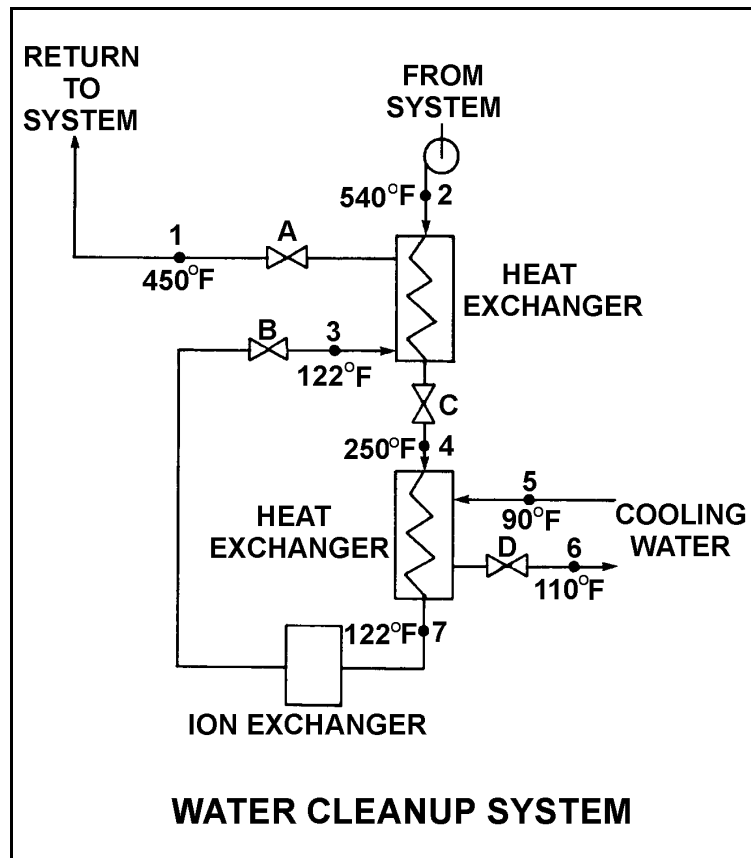 RETURN
TO
SYSTEM
FROM
SYSTEM
540°F 2
1
A
450°F
HEAT
EXCHANGER
B
3
122°F
C
250°F 4
HEAT
EXCHANGER
5
90°F
COOLING
WATER
D
6
110°F
122°F 7
ION EXCHANGER
WATER CLEANUP SYSTEM